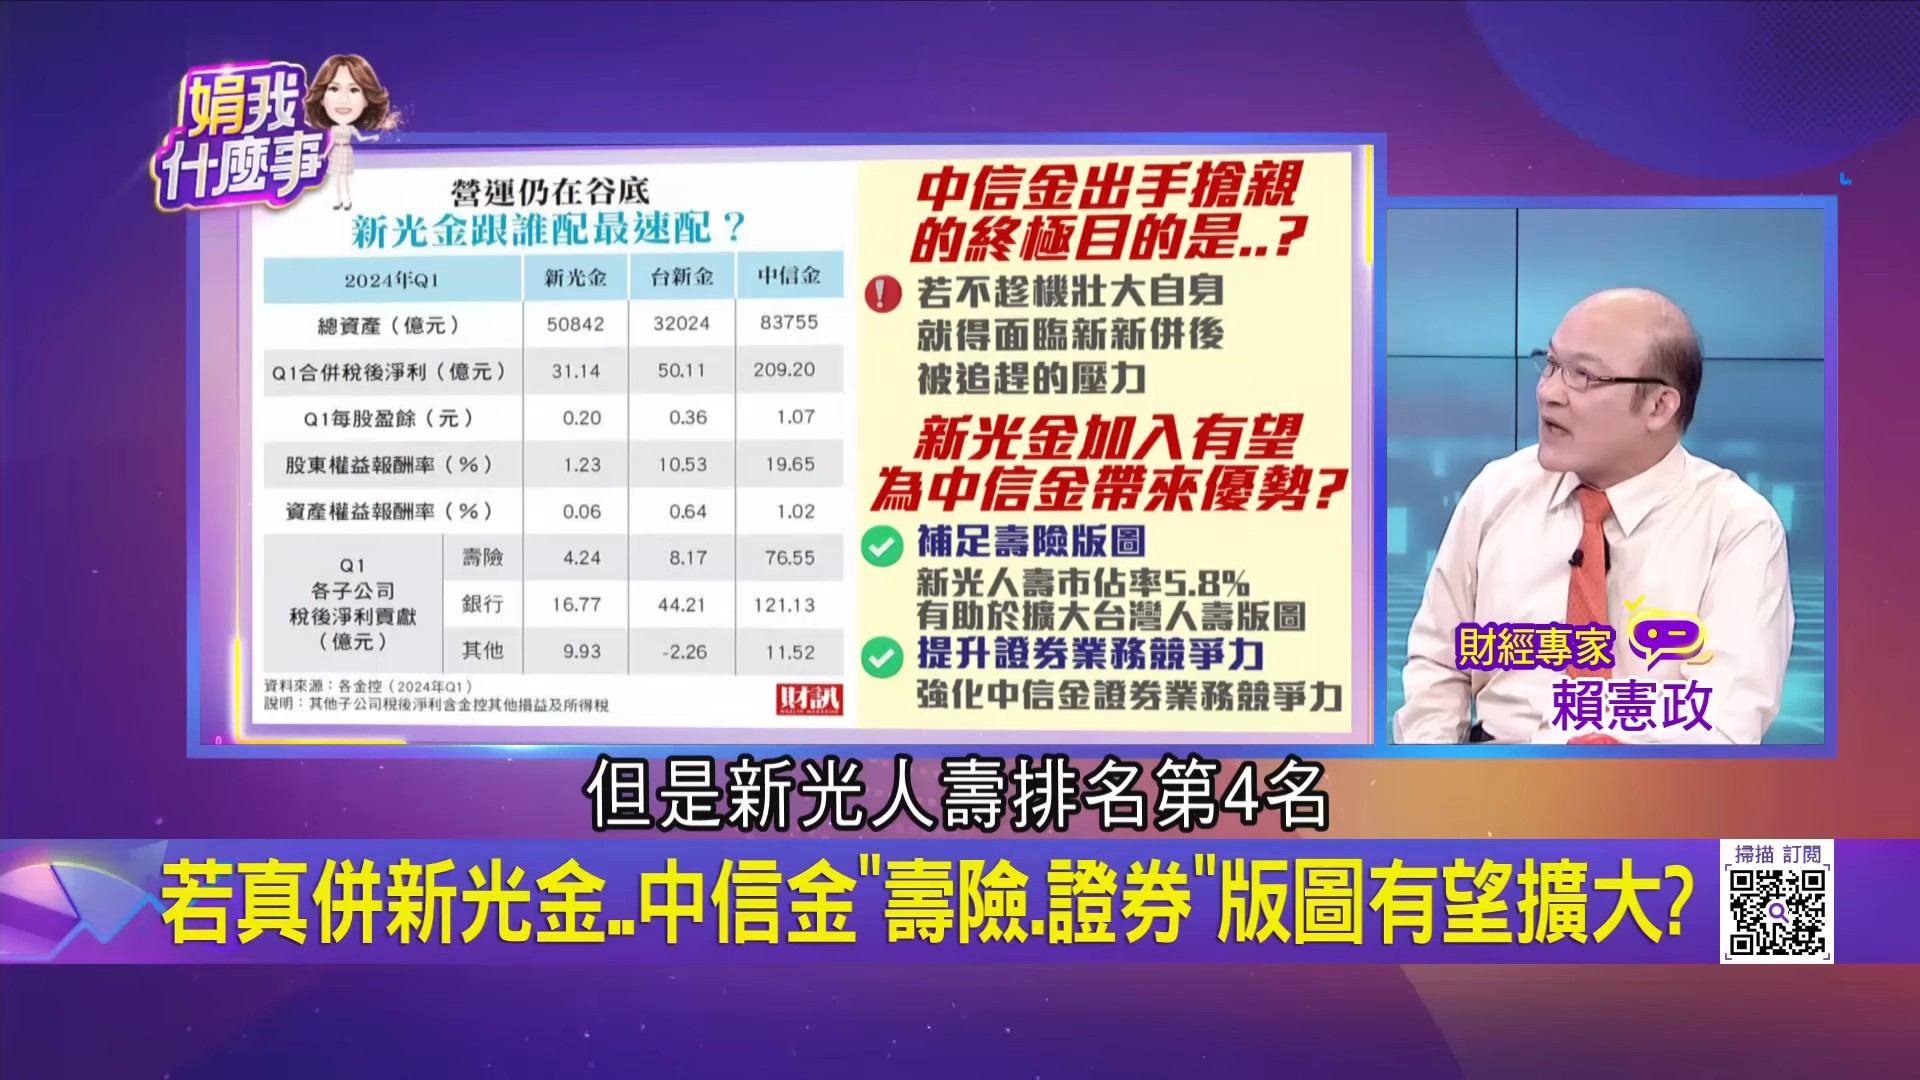 娟我
什麼事
營運仍在谷底
新光金跟誰配最速配？
2024年Q1 新光金 台新金 中信金
總資產（億元） 50842 32024 83755
Q1合併稅後淨利（億元） 31.14 50.11 209.20
Q1每股盈餘（元） 0.20 0.36 1.07
股東權益報酬率（%） 1.23 10.53 19.65
資產權益報酬率（%） 0.06 0.64 1.02
Q1
各子公司
稅後淨利貢獻
（億元）
壽險 4.24 8.17 76.55
銀行 16.77 44.21 121.13
其他 9.93 -2.26 11.52
資料來源：各金控（2024年Q1）
說明：其他子公司稅後淨利含金控其他損益及所得稅
財訊
中信金出手搶親
的終極目的是..?
若不趁機壯大自身
就得面臨新新併後
被追趕的壓力
新光金加入有望
為中信金帶來優勢?
補足壽險版圖
新光人壽市佔率5.8%
有助於擴大台灣人壽版圖
提升證券業務競爭力
強化中信金證券業務競爭力
財經專家
賴憲政
但是新光人壽排名第4名
若真併新光金..中信金"壽險.證券"版圖有望擴大?
掃描 訂閱